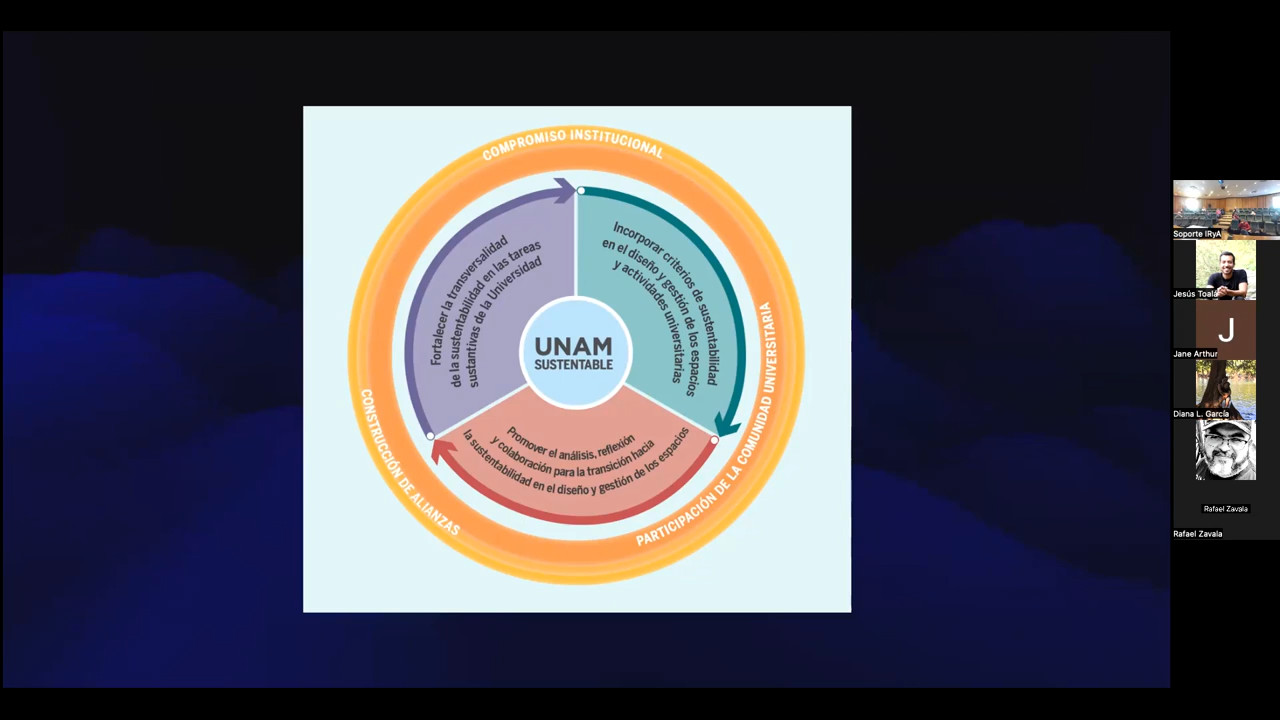 COMPROMISO INSTITUCIONAL
Fortalecer la transversalidad
de la sustentabilidad en las tareas
sustantivas de la Universidad
Incorporar criterios de sustentabilidad
en el diseño y gestión de los espacios
y actividades universitarias
UNAM
SUSTENTABLE
Promover el análisis, reflexión
y colaboración para la transición hacia
la sustentabilidad en el diseño y gestión de los espacios
CONSTRUCCIÓN DE ALIANZAS
PARTICIPACIÓN DE LA COMUNIDAD UNIVERSITARIA
Soporte IRyA
Jesús Toalá
J
Jane Arthur
Diana L. García
Rafael Zavala
Rafael Zavala